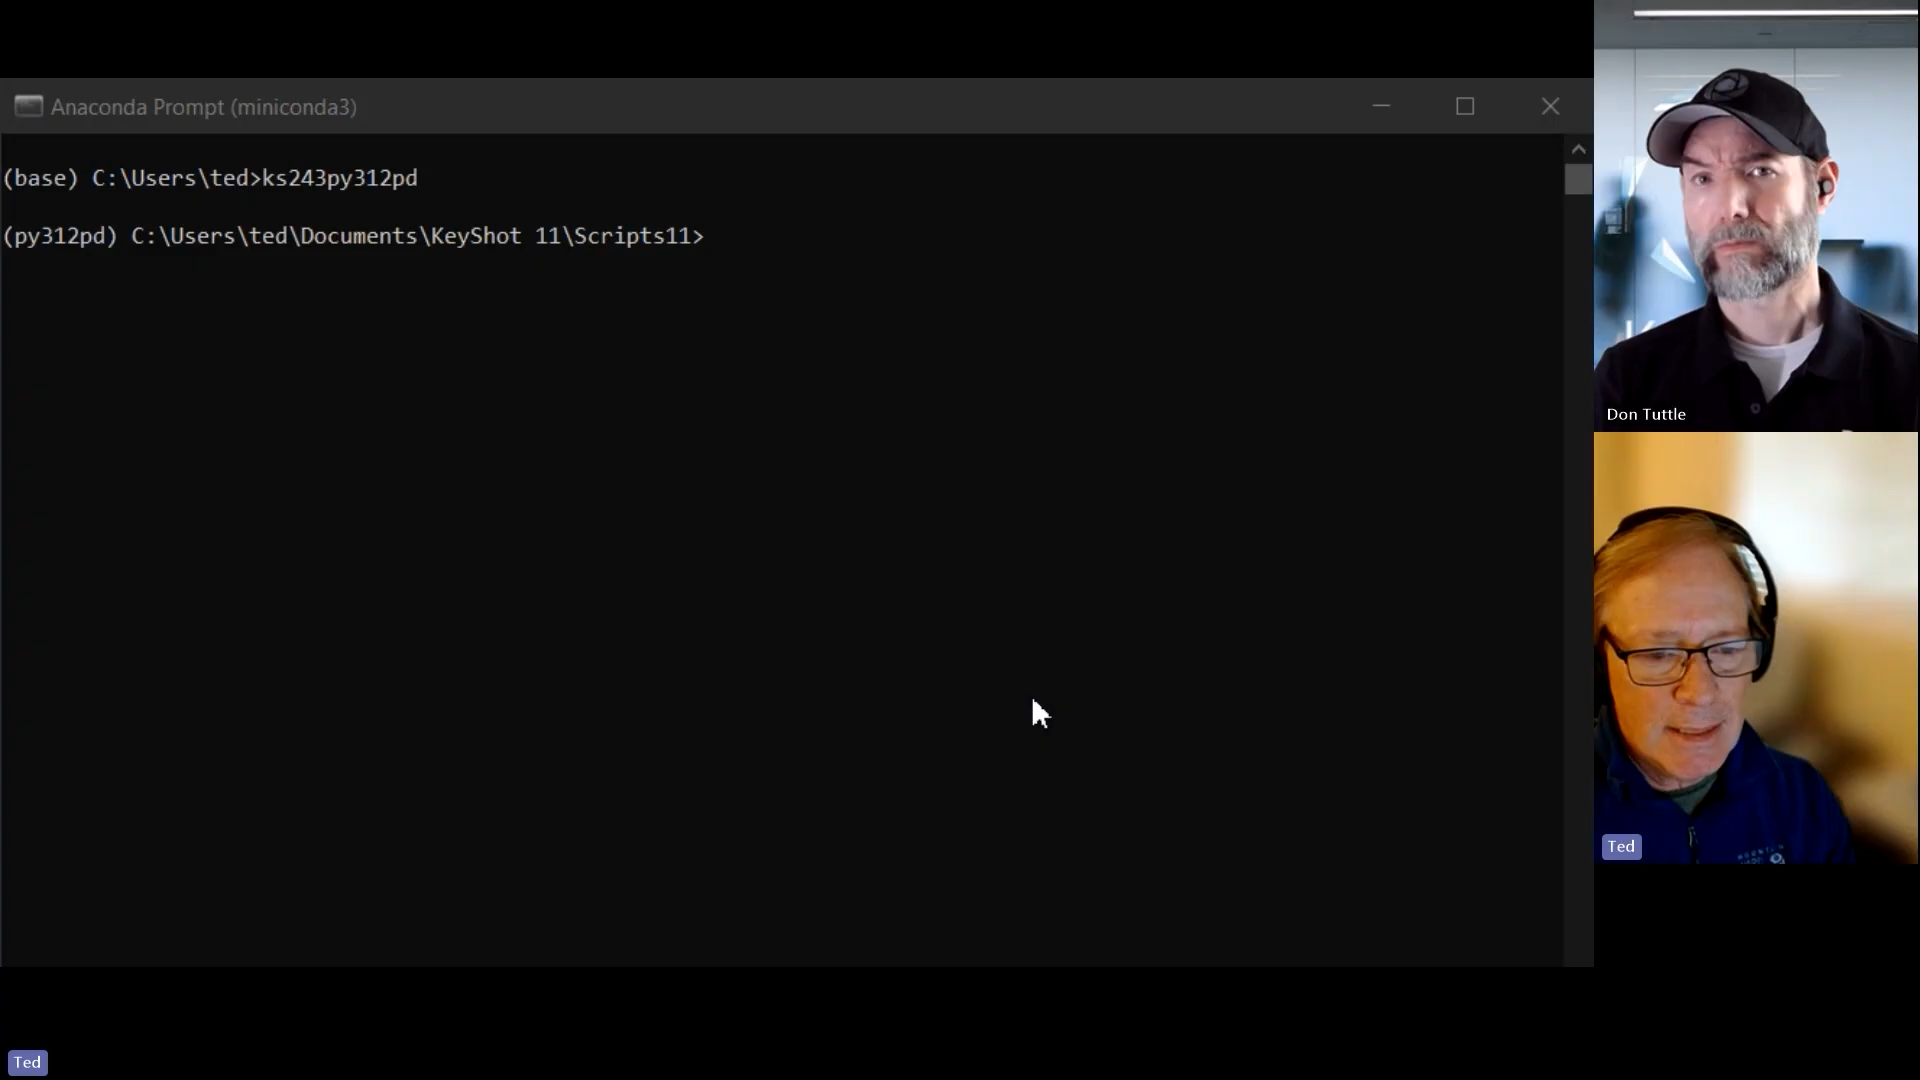 Anaconda Prompt (miniconda3)
(base) C:\Users\ted>ks243py312pd
(py312pd) C:\Users\ted\Documents\KeyShot 11\Scripts11>
Don Tuttle
Ted
Ted